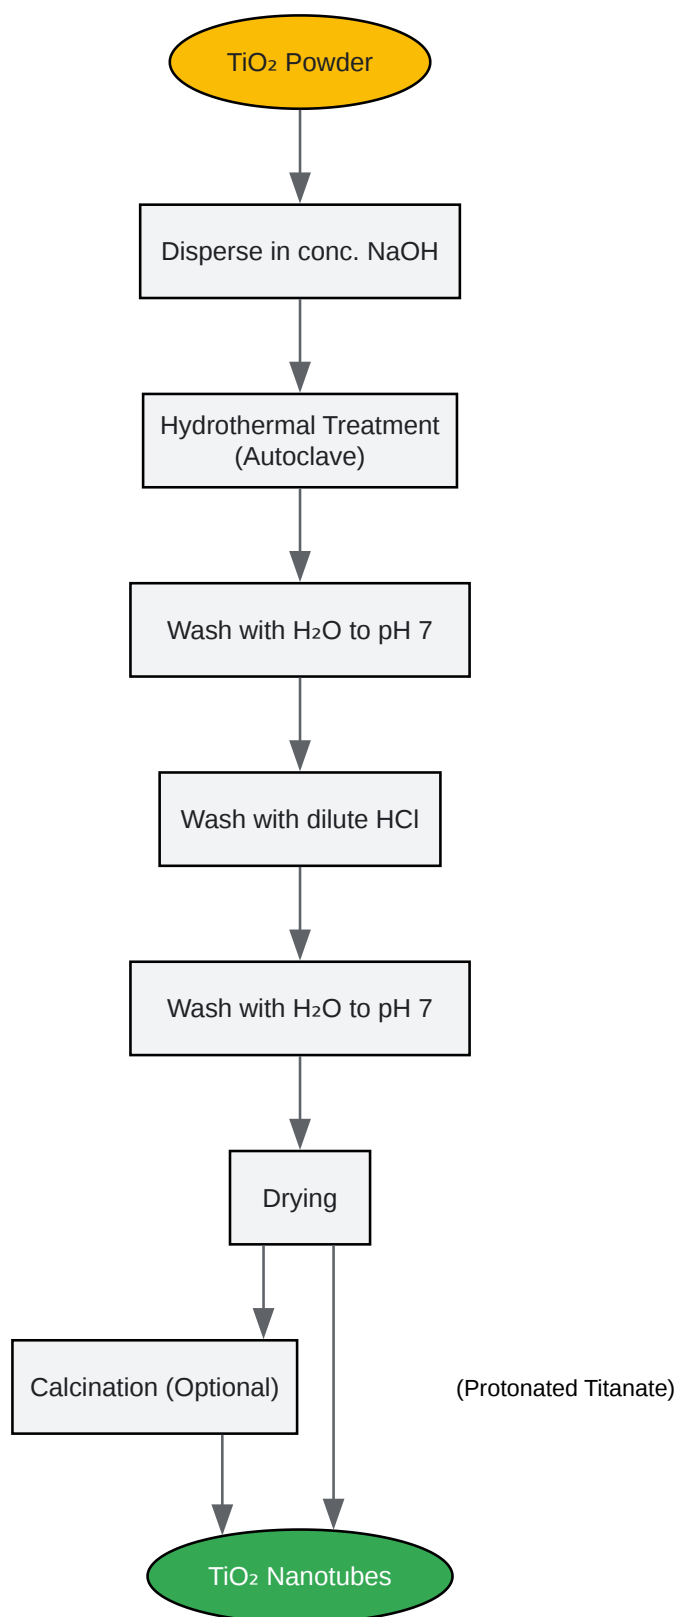 TiO₂ Powder
Disperse in conc. NaOH
Hydrothermal Treatment
(Autoclave)
Wash with H₂O to pH 7
Wash with dilute HCl
Wash with H₂O to pH 7
Drying
Calcination (Optional)
(Protonated Titanate)
TiO₂ Nanotubes